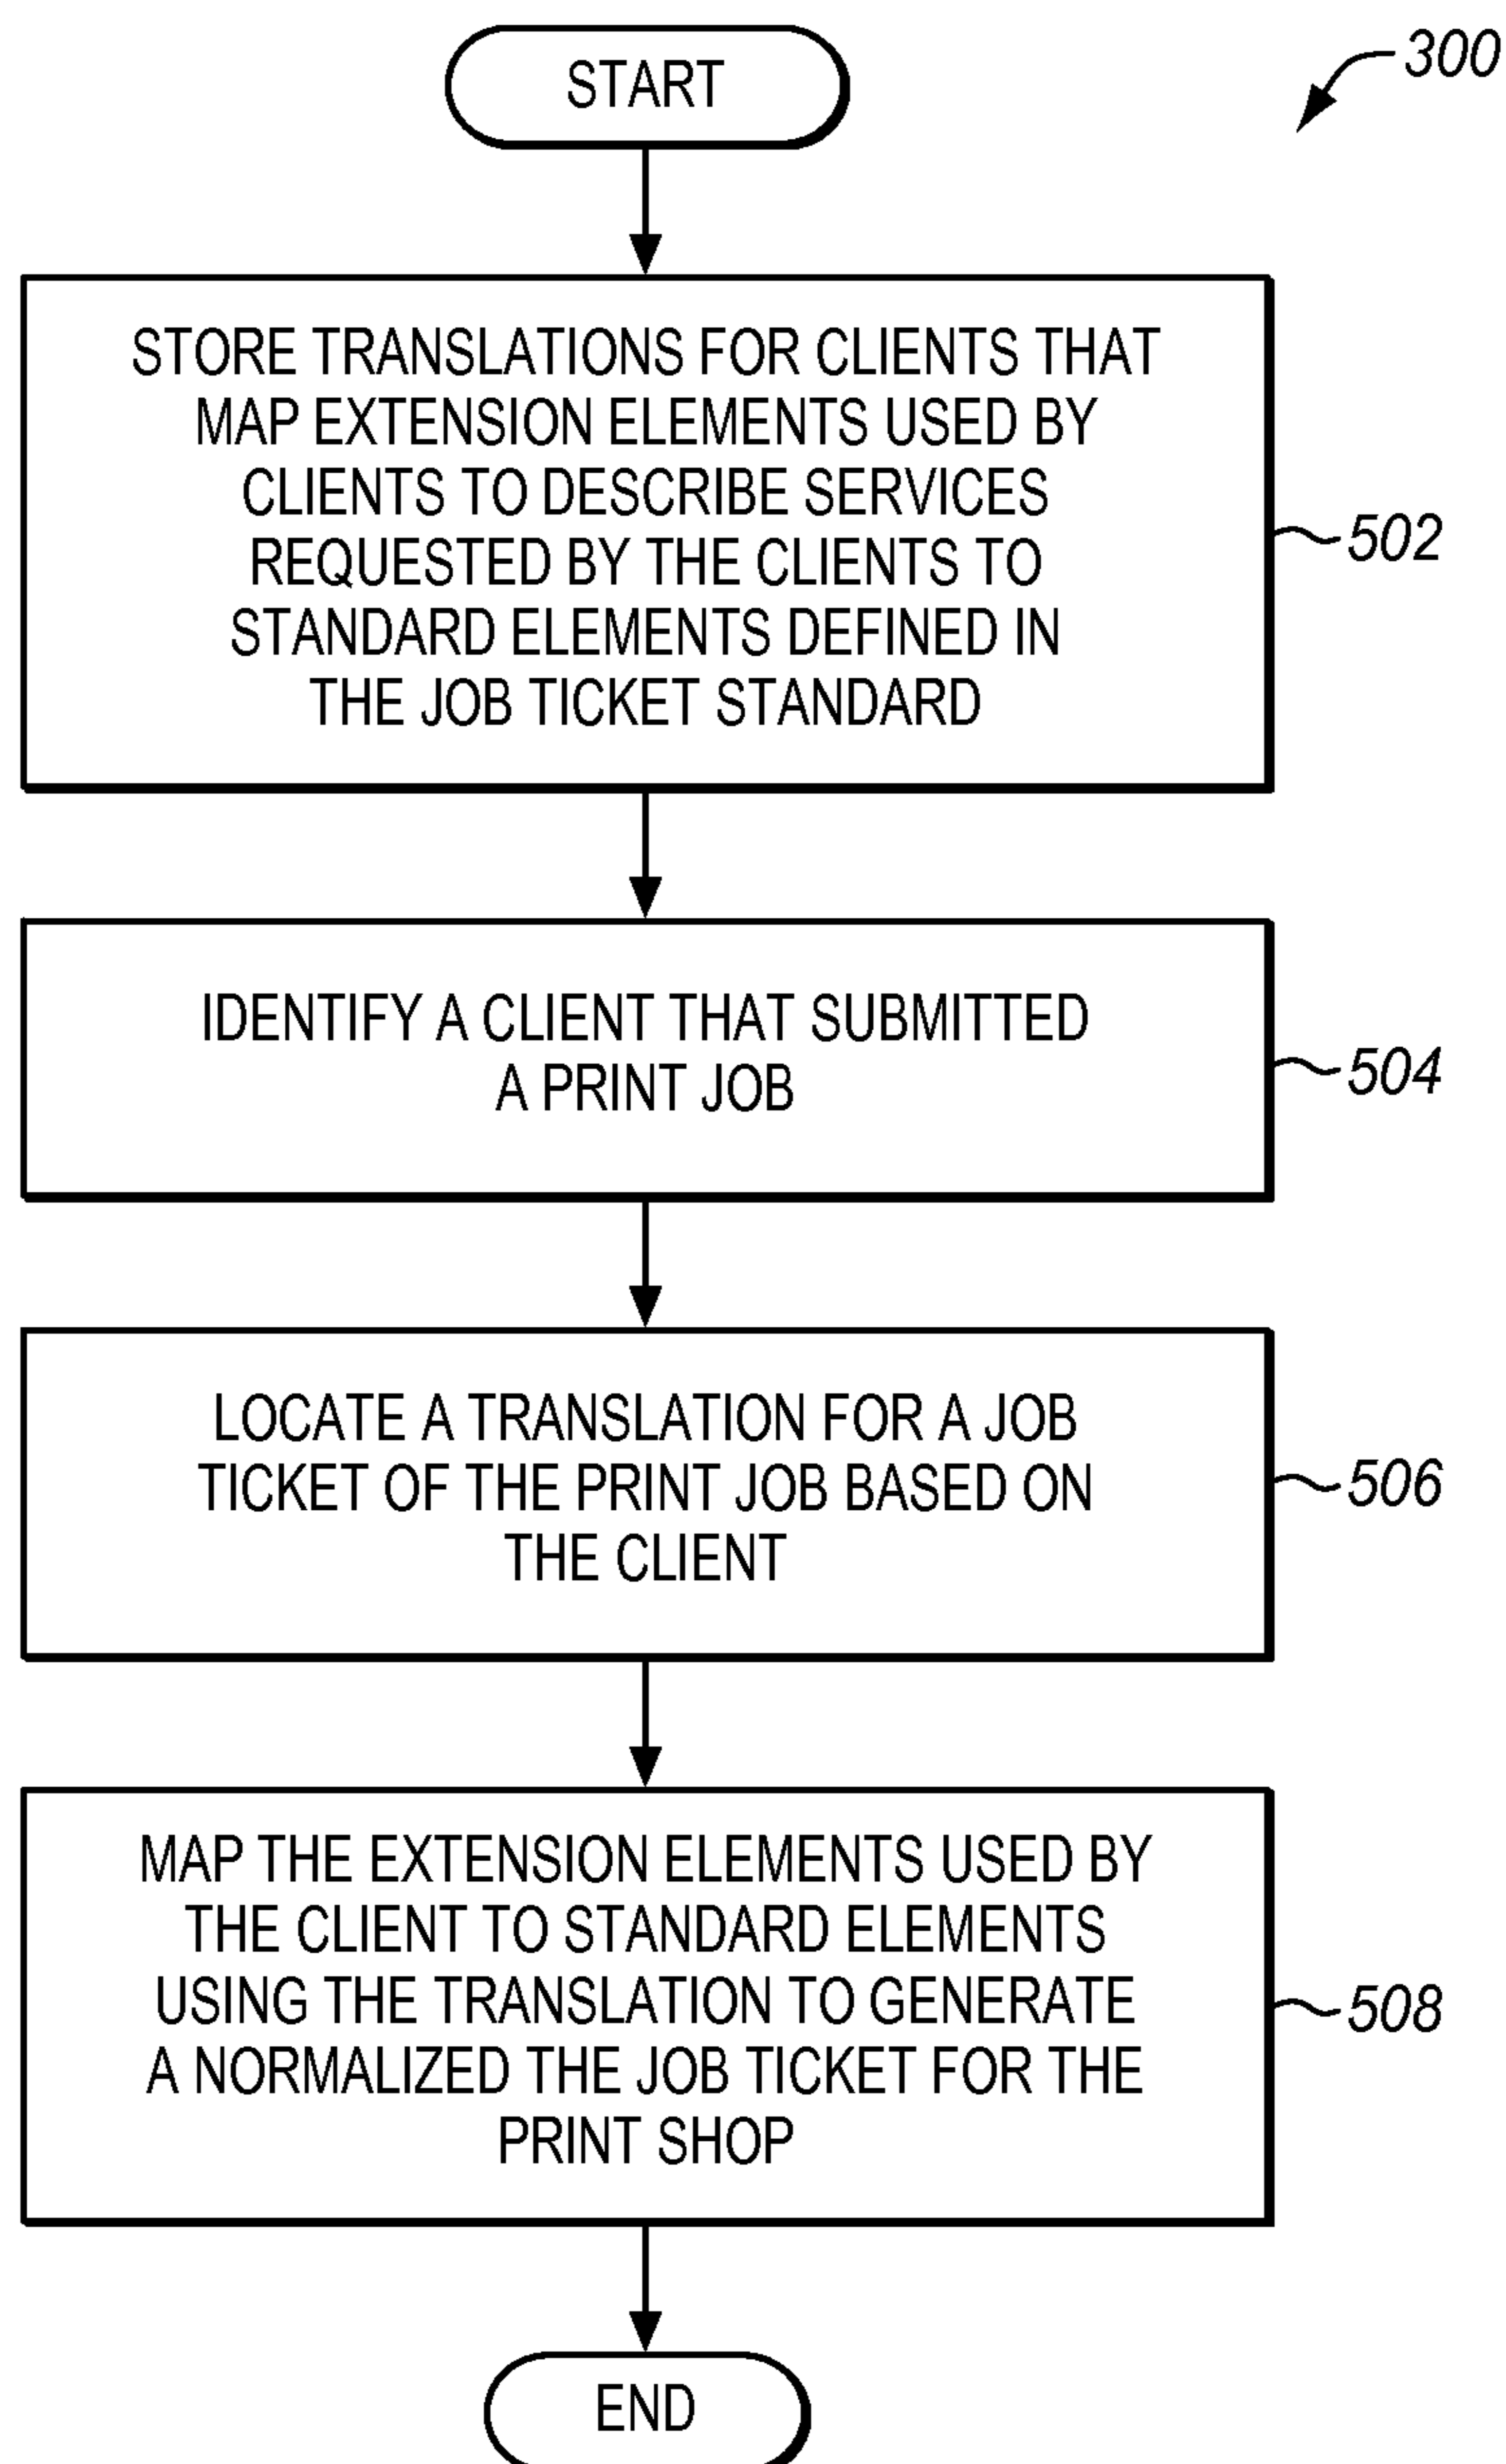 START
300
STORE TRANSLATIONS FOR CLIENTS THAT
MAP EXTENSION ELEMENTS USED BY
CLIENTS TO DESCRIBE SERVICES
REQUESTED BY THE CLIENTS TO
STANDARD ELEMENTS DEFINED IN
THE JOB TICKET STANDARD
502
IDENTIFY A CLIENT THAT SUBMITTED
A PRINT JOB
504
LOCATE A TRANSLATION FOR A JOB
TICKET OF THE PRINT JOB BASED ON
THE CLIENT
506
MAP THE EXTENSION ELEMENTS USED BY
THE CLIENT TO STANDARD ELEMENTS
USING THE TRANSLATION TO GENERATE
A NORMALIZED THE JOB TICKET FOR THE
PRINT SHOP
508
END